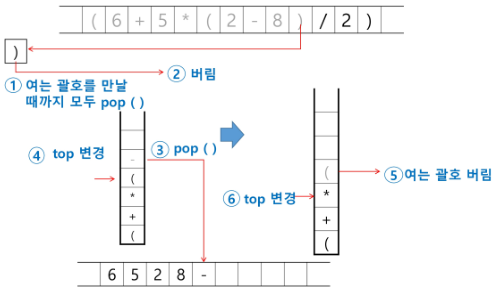 ( 6 + 5 * ( 2 - 8 ) / 2 )
)
② 버림
① 여는 괄호를 만날
때까지 모두 pop ( )
④ top 변경
③ pop ( )
-
(
*
+
(
(
*
+
(
⑤ 여는 괄호 버림
⑥ top 변경
6 5 2 8 -